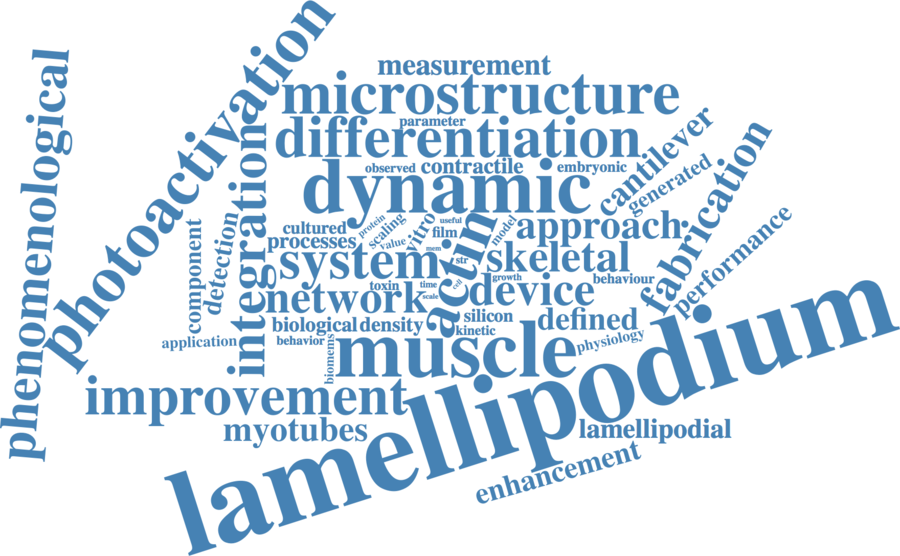 phenomenological
photoactivation
measurement
microstructure
parameter
differentiation
observed
contractile
embryonic
dynamic
cantilever
generated
fabrication
performance
integration
component
detection
application
cultured
processes
protein
scaling
value
vitro
useful
film
mem
model
approach
system
actin
str
skeletal
growth
behaviour
toxin
time
scale
network
device
biological
density
silicon
kinetic
defined
behavior
biomems
muscle
physiology
improvement
myotubes
lamellipodium
lamellipodial
enhancement